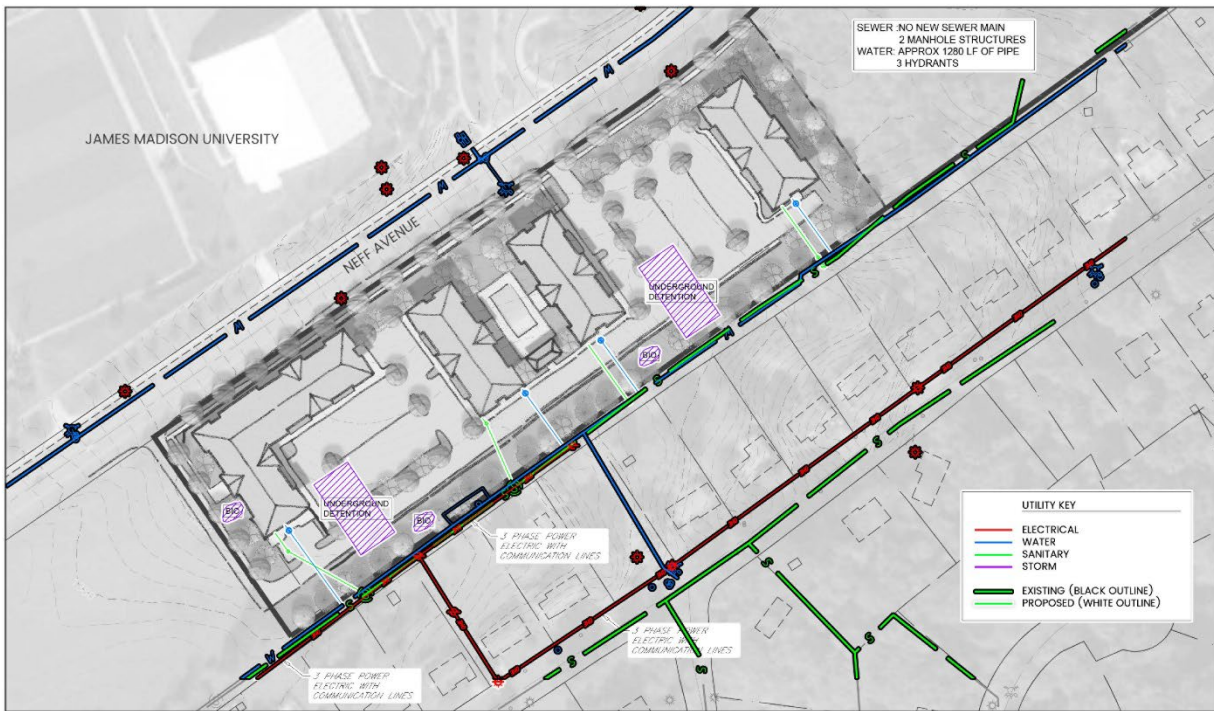 SEWER :NO NEW SEWER MAIN
2 MANHOLE STRUCTURES
WATER: APPROX 1280 LF OF PIPE
3 HYDRANTS
JAMES MADISON UNIVERSITY
NEFF AVENUE
W
W
W
S
UNDERGROUND
DETENTION
S
W
BIO
S
S
UNDERGROUND
DETENTION
BIO
BIO
3 PHASE POWER
ELECTRIC WITH
COMMUNICATION LINES
S
S
S
S
3 PHASE POWER
ELECTRIC WITH
COMMUNICATION LINES
S
S
W
3 PHASE POWER
ELECTRIC WITH
COMMUNICATION LINES
UTILITY KEY
ELECTRICAL
WATER
SANITARY
STORM
EXISTING (BLACK OUTLINE)
PROPOSED (WHITE OUTLINE)